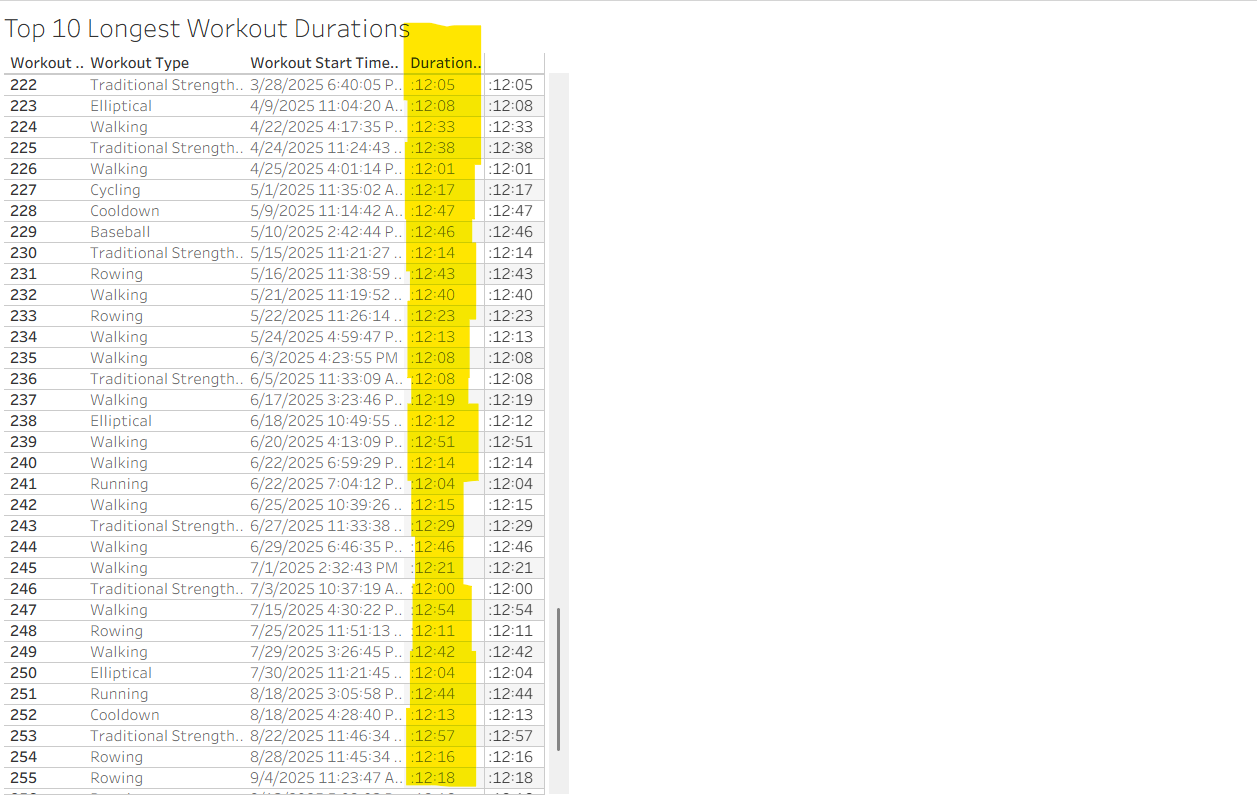 Top 10 Longest Workout Durations
Workout .. Workout Type Workout Start Time.. Duration..
222 Traditional Strength.. 3/28/2025 6:40:05 P.. :12:05 :12:05
223 Elliptical 4/9/2025 11:04:20 A.. :12:08 :12:08
224 Walking 4/22/2025 4:17:35 P.. :12:33 :12:33
225 Traditional Strength.. 4/24/2025 11:24:43 .. :12:38 :12:38
226 Walking 4/25/2025 4:01:14 P.. :12:01 :12:01
227 Cycling 5/1/2025 11:35:02 A.. :12:17 :12:17
228 Cooldown 5/9/2025 11:14:42 A.. :12:47 :12:47
229 Baseball 5/10/2025 2:42:44 P.. :12:46 :12:46
230 Traditional Strength.. 5/15/2025 11:21:27 .. :12:14 :12:14
231 Rowing 5/16/2025 11:38:59 .. :12:43 :12:43
232 Walking 5/21/2025 11:19:52 .. :12:40 :12:40
233 Rowing 5/22/2025 11:26:14 .. :12:23 :12:23
234 Walking 5/24/2025 4:59:47 P.. :12:13 :12:13
235 Walking 6/3/2025 4:23:55 PM :12:08 :12:08
236 Traditional Strength.. 6/5/2025 11:33:09 A.. :12:08 :12:08
237 Walking 6/17/2025 3:23:46 P.. :12:19 :12:19
238 Elliptical 6/18/2025 10:49:55 .. :12:12 :12:12
239 Walking 6/20/2025 4:13:09 P.. :12:51 :12:51
240 Walking 6/22/2025 6:59:29 P.. :12:14 :12:14
241 Running 6/22/2025 7:04:12 P.. :12:04 :12:04
242 Walking 6/25/2025 10:39:26 .. :12:15 :12:15
243 Traditional Strength.. 6/27/2025 11:33:38 .. :12:29 :12:29
244 Walking 6/29/2025 6:46:35 P.. :12:46 :12:46
245 Walking 7/1/2025 2:32:43 PM :12:21 :12:21
246 Traditional Strength.. 7/3/2025 10:37:19 A.. :12:00 :12:00
247 Walking 7/15/2025 4:30:22 P.. :12:54 :12:54
248 Rowing 7/25/2025 11:51:13 .. :12:11 :12:11
249 Walking 7/29/2025 3:26:45 P.. :12:42 :12:42
250 Elliptical 7/30/2025 11:21:45 .. :12:04 :12:04
251 Running 8/18/2025 3:05:58 P.. :12:44 :12:44
252 Cooldown 8/18/2025 4:28:40 P.. :12:13 :12:13
253 Traditional Strength.. 8/22/2025 11:46:34 .. :12:57 :12:57
254 Rowing 8/28/2025 11:45:34 .. :12:16 :12:16
255 Rowing 9/4/2025 11:23:47 A.. :12:18 :12:18